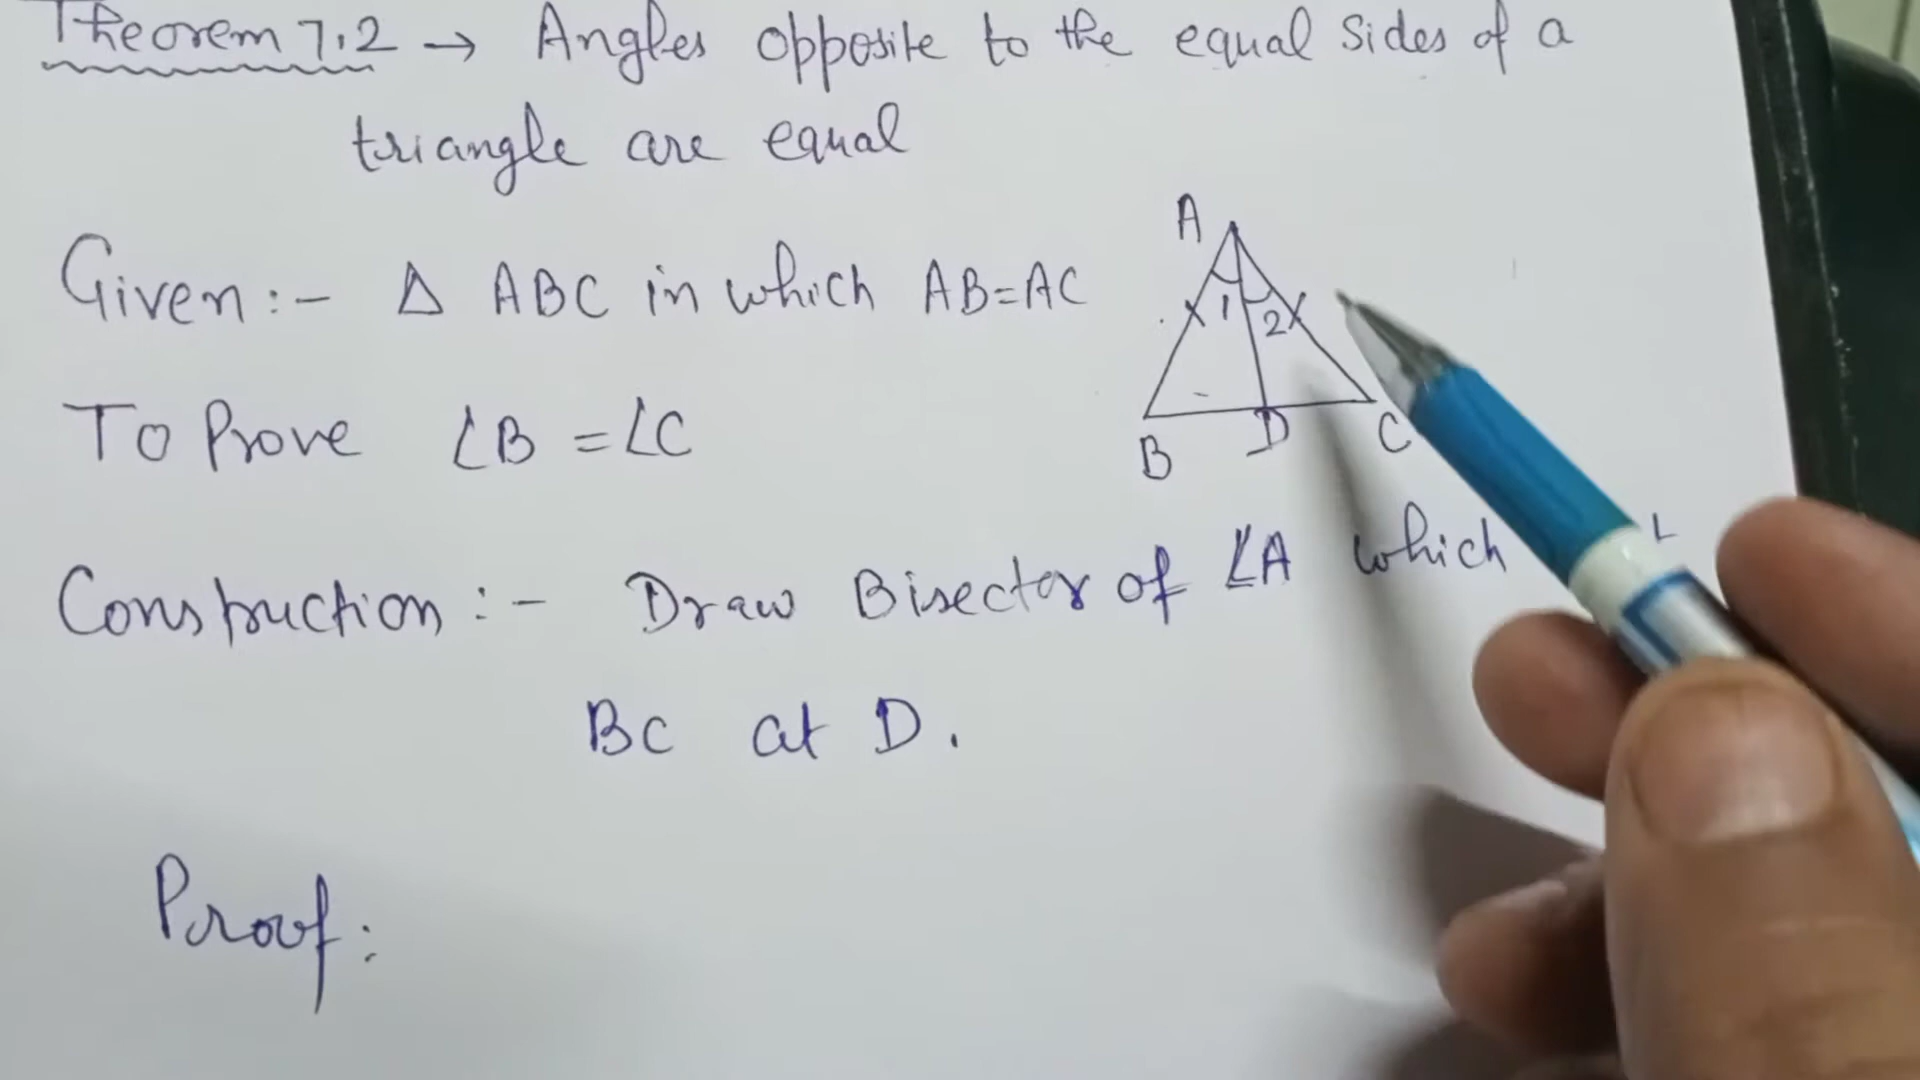 Theorem 7.2 → Angles opposite to the equal sides of a
triangle are equal
Given :- △ ABC in which AB=AC
To Prove ∠B = ∠C
Construction :- Draw Bisector of ∠A which
BC at D.
Proof:
A
1 2
B D C